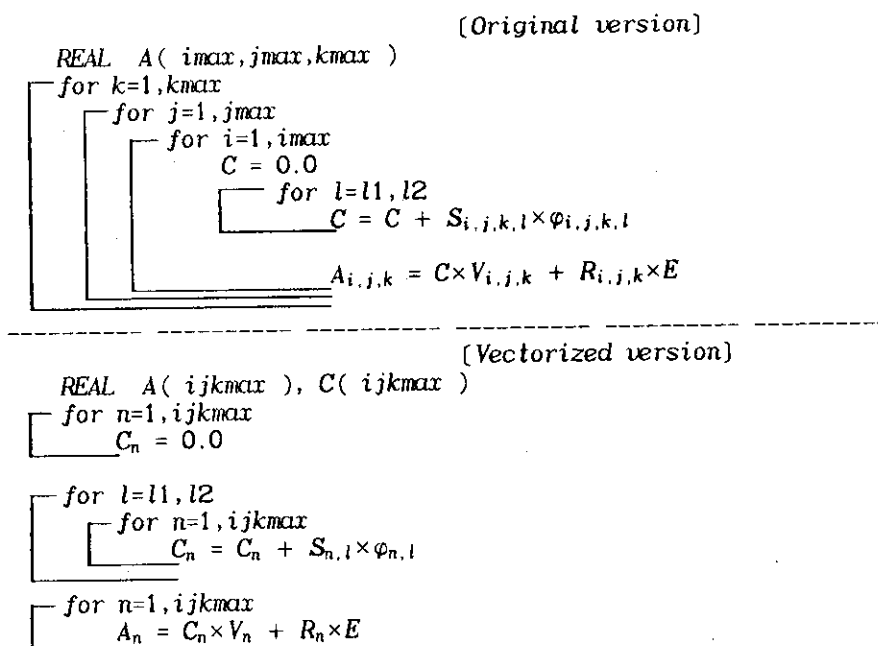 [Original version]
REAL A( imax,jmax,kmax )
for k=1,kmax
for j=1,jmax
for i=1,imax
C = 0.0
for l=l1,l2
C = C + S_{i,j,k,l}×φ_{i,j,k,l}
A_{i,j,k} = C×V_{i,j,k} + R_{i,j,k}×E
[Vectorized version]
REAL A( ijkmax ), C( ijkmax )
for n=1,ijkmax
C_n = 0.0
for l=l1,l2
for n=1,ijkmax
C_n = C_n + S_{n,l}×φ_{n,l}
for n=1,ijkmax
A_n = C_n×V_n + R_n×E